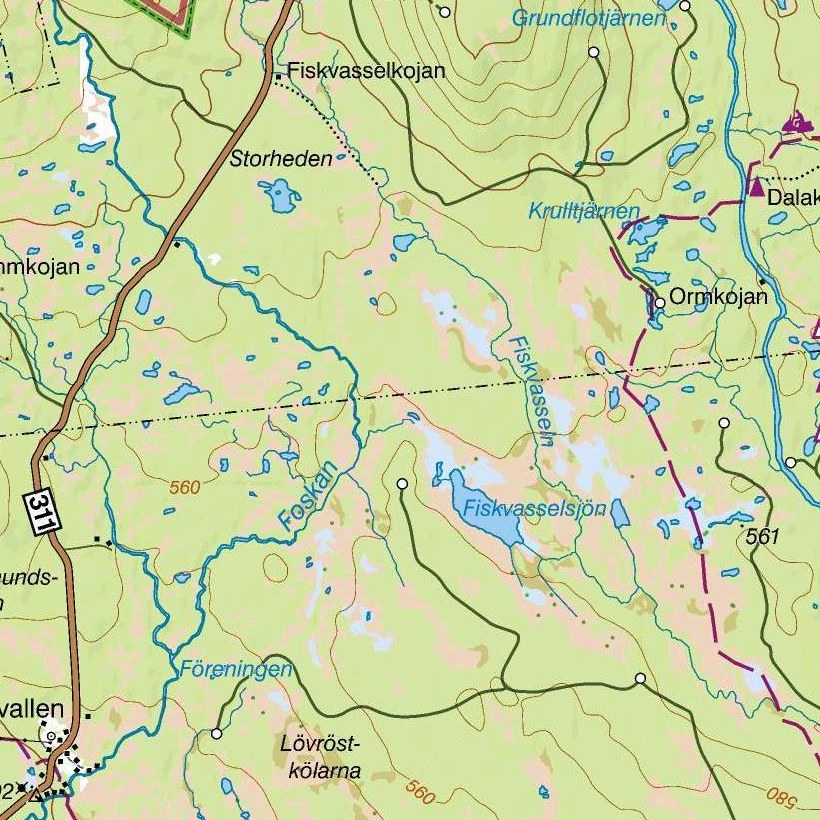 Grundflotjärnen
Fiskvasselkojan
Storheden
Dalak
Krulltjärnen
mkojan
Ormkojan
Fiskvasseln
560
Foskan
311
Fiskvasselsjön
561
unds-
Föreningen
vallen
Lövröst-
kölarna
560
580